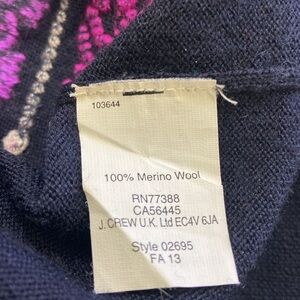 103644
100% Merino Wool
RN77388
CA56445
J. CREW U.K. Ltd EC4V 6JA
Style 02695
FA 13